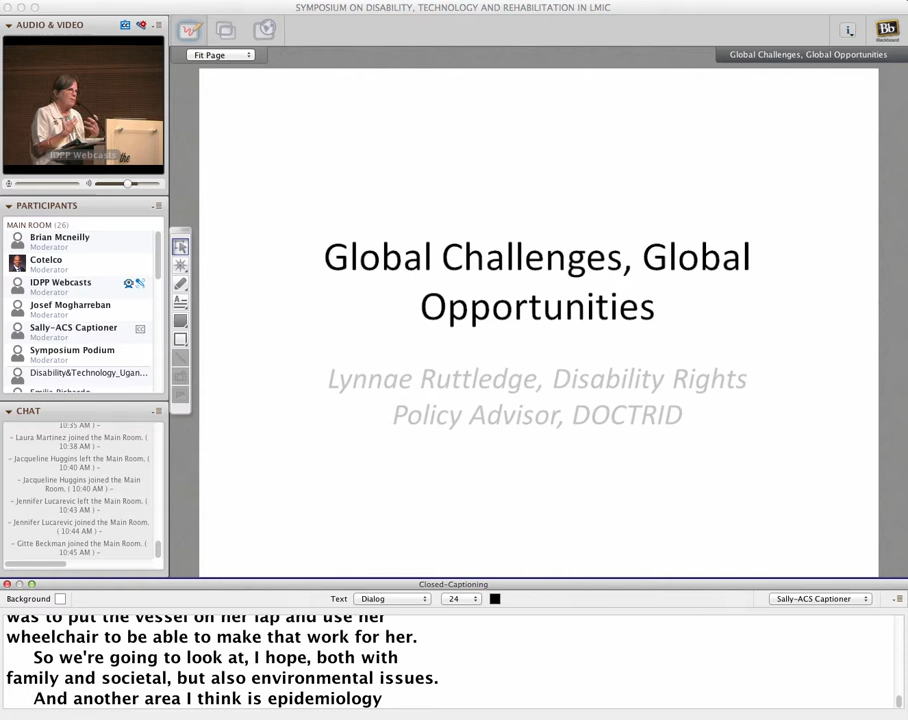 SYMPOSIUM ON DISABILITY, TECHNOLOGY AND REHABILITATION IN LMIC
AUDIO & VIDEO
IDPP Webcasts
the
PARTICIPANTS
MAIN ROOM (26)
Brian Mcneilly
Moderator
Cotelco
Moderator
IDPP Webcasts
Moderator
Josef Mogharreban
Moderator
Sally-ACS Captioner
Moderator
Symposium Podium
Moderator
Disability&Technology_Ugan...
CHAT
10:35 AM ) –
– Laura Martinez joined the Main Room. (
10:38 AM ) –
– Jacqueline Huggins left the Main Room. (
10:40 AM ) –
– Jacqueline Huggins joined the Main
Room. ( 10:40 AM ) –
– Jennifer Lucarevic left the Main Room. (
10:43 AM ) –
– Jennifer Lucarevic joined the Main Room.
( 10:44 AM ) –
– Gitte Beckman joined the Main Room. (
10:45 AM ) –
Bb
Blackboard
Fit Page
Global Challenges, Global Opportunities
Global Challenges, Global
Opportunities
Lynnae Ruttledge, Disability Rights
Policy Advisor, DOCTRID
Closed-Captioning
Background
Text
Dialog
24
Sally-ACS Captioner
was to put the vessel on her lap and use her
wheelchair to be able to make that work for her.
So we're going to look at, I hope, both with
family and societal, but also environmental issues.
And another area I think is epidemiology